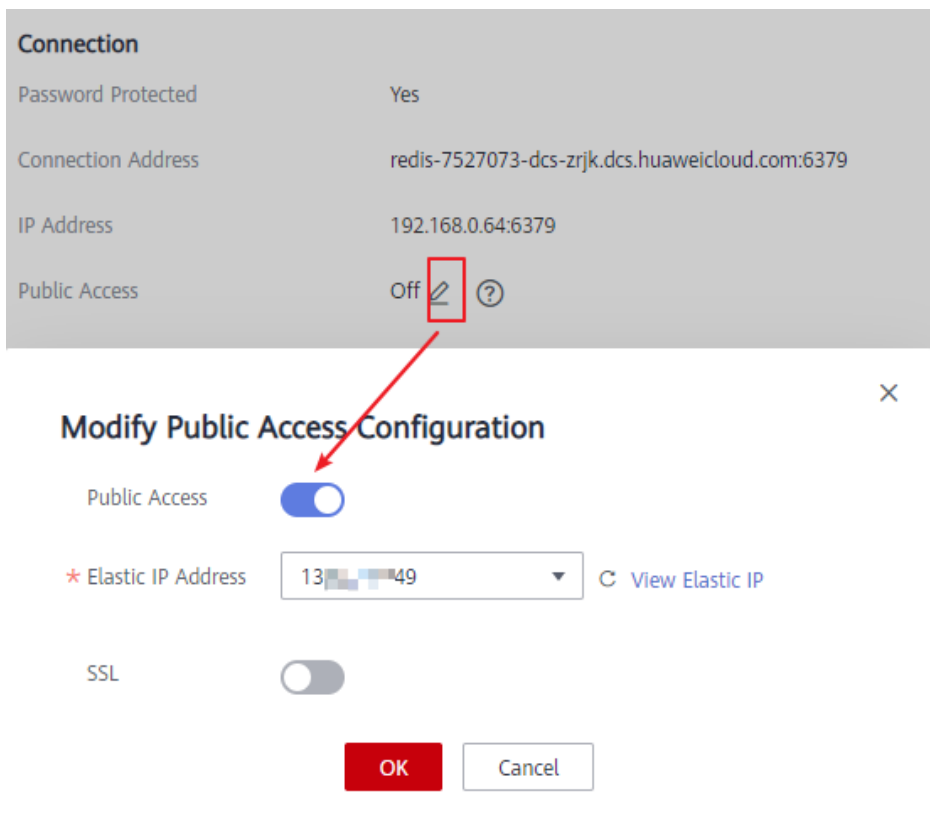 Connection
Password Protected Yes
Connection Address redis-7527073-dcs-zrjk.dcs.huaweicloud.com:6379
IP Address 192.168.0.64:6379
Public Access Off
Modify Public Access Configuration
Public Access
* Elastic IP Address 13 49 View Elastic IP
SSL
OK Cancel